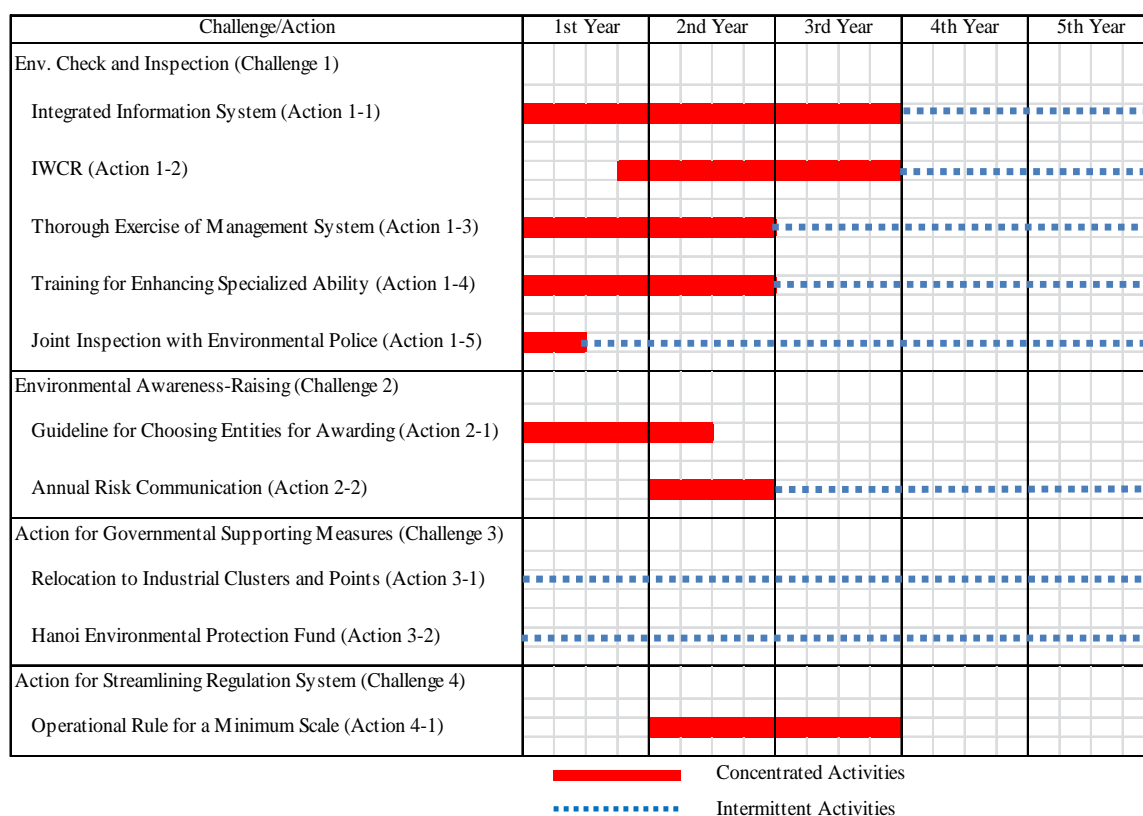 Challenge/Action 1st Year 2nd Year 3rd Year 4th Year 5th Year
Env. Check and Inspection (Challenge 1)
Integrated Information System (Action 1-1)
IWCR (Action 1-2)
Thorough Exercise of Management System (Action 1-3)
Training for Enhancing Specialized Ability (Action 1-4)
Joint Inspection with Environmental Police (Action 1-5)
Environmental Awareness-Raising (Challenge 2)
Guideline for Choosing Entities for Awarding (Action 2-1)
Annual Risk Communication (Action 2-2)
Action for Governmental Supporting Measures (Challenge 3)
Relocation to Industrial Clusters and Points (Action 3-1)
Hanoi Environmental Protection Fund (Action 3-2)
Action for Streamlining Regulation System (Challenge 4)
Operational Rule for a Minimum Scale (Action 4-1)
Concentrated Activities
Intermittent Activities